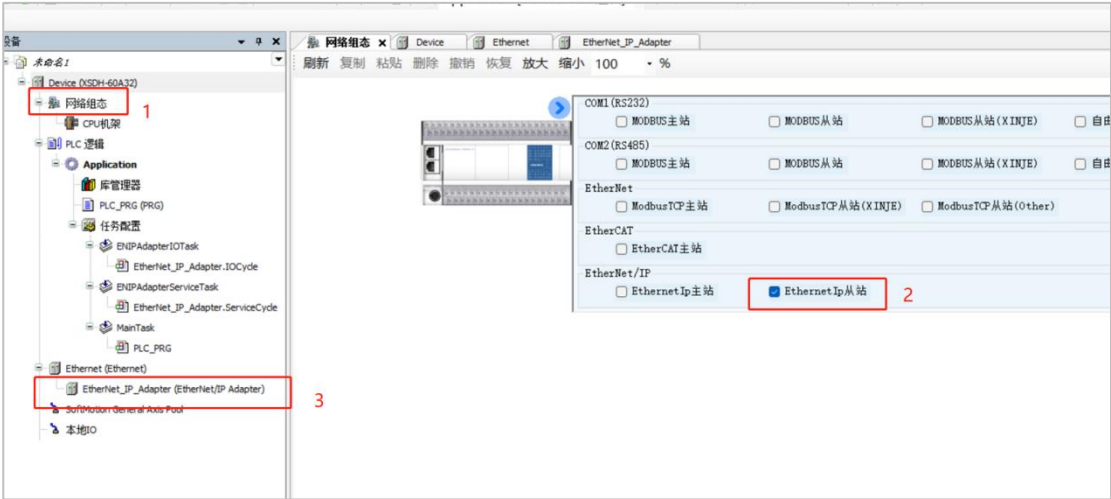 设备
网络组态
Device
Ethernet
EtherNet_IP_Adapter
刷新 复制 粘贴 删除 撤销 恢复 放大 缩小 100 %
未命名1
Device (XSDH-60A32)
网络组态
1
CPU机架
PLC 逻辑
Application
库管理器
PLC_PRG (PRG)
任务配置
ENIPAdapterIOTask
EtherNet_IP_Adapter.IOCycle
ENIPAdapterServiceTask
EtherNet_IP_Adapter.ServiceCycle
MainTask
PLC_PRG
Ethernet (Ethernet)
EtherNet_IP_Adapter (EtherNet/IP Adapter)
3
SoftMotion General Axis Pool
本地IO
COM1(RS232)
MODBUS主站 MODBUS从站 MODBUS从站(XINJE) 自由
COM2(RS485)
MODBUS主站 MODBUS从站 MODBUS从站(XINJE) 自由
EtherNet
ModbusTCP主站 ModbusTCP从站(XINJE) ModbusTCP从站(Other)
EtherCAT
EtherCAT主站
EtherNet/IP
EthernetIp主站 EthernetIp从站
2